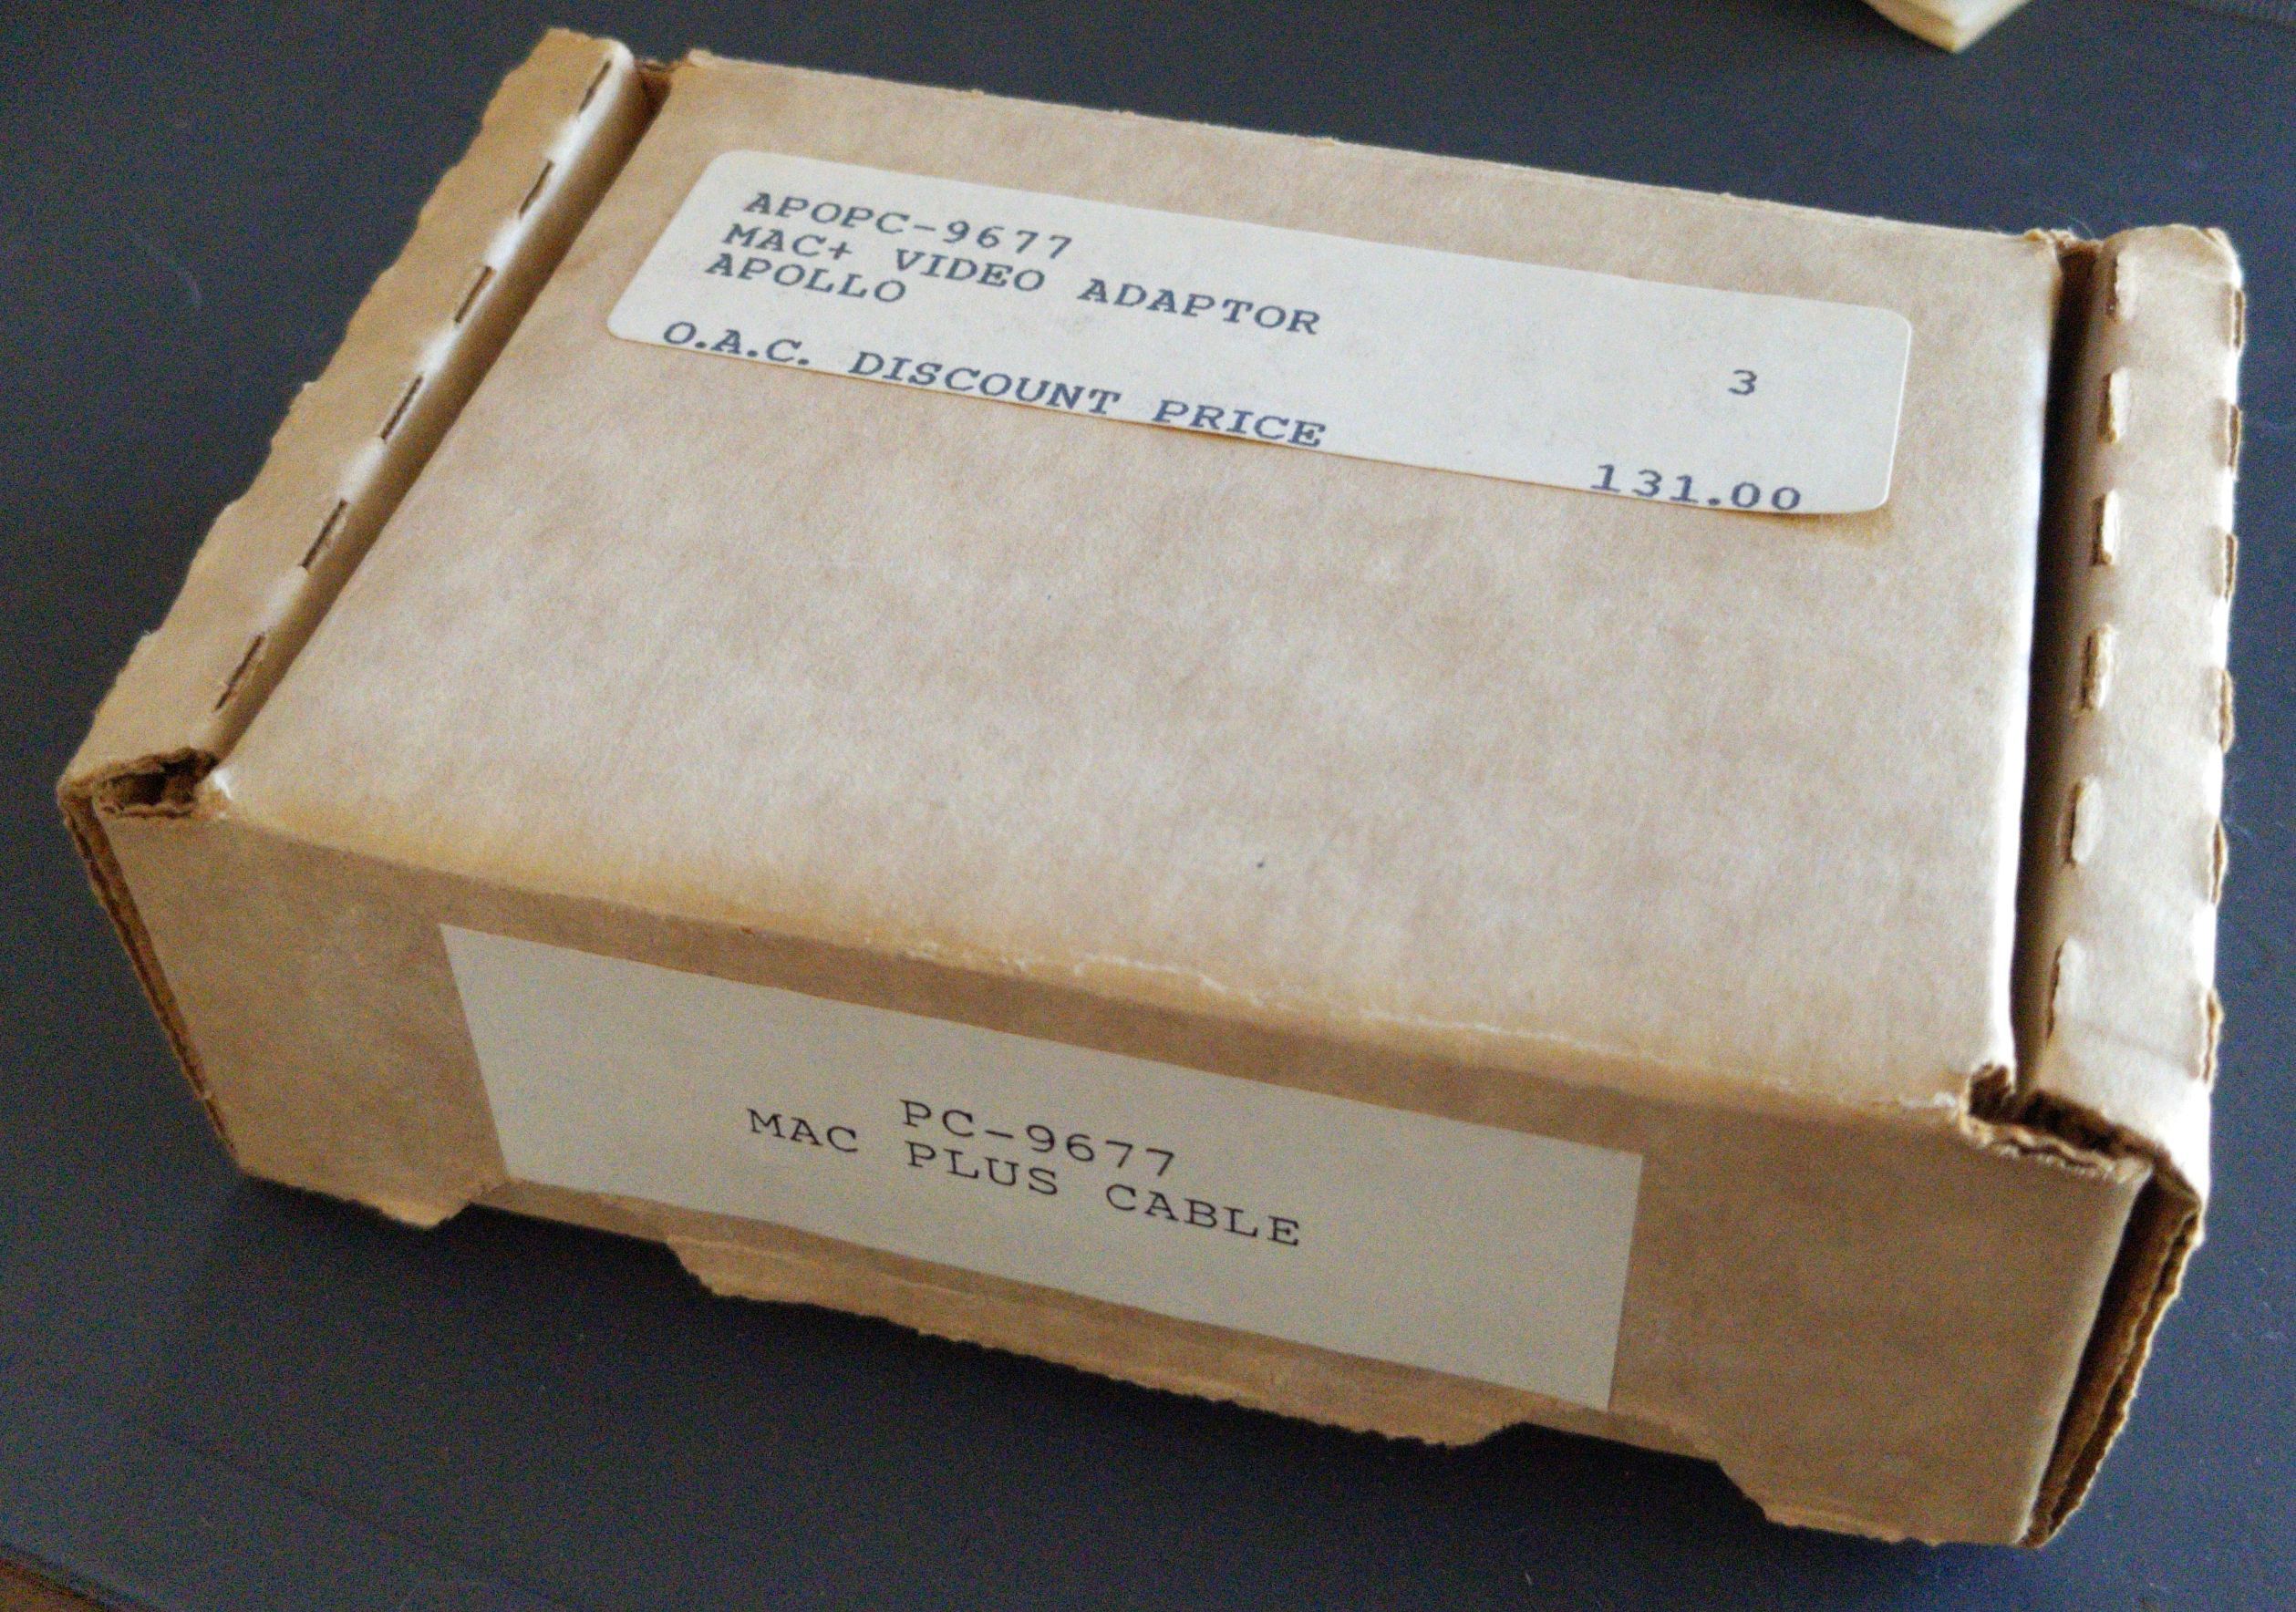 APOPC-9677
MAC+ VIDEO ADAPTOR
APOLLO
3
O.A.C. DISCOUNT PRICE
131.00
PC-9677
MAC PLUS CABLE